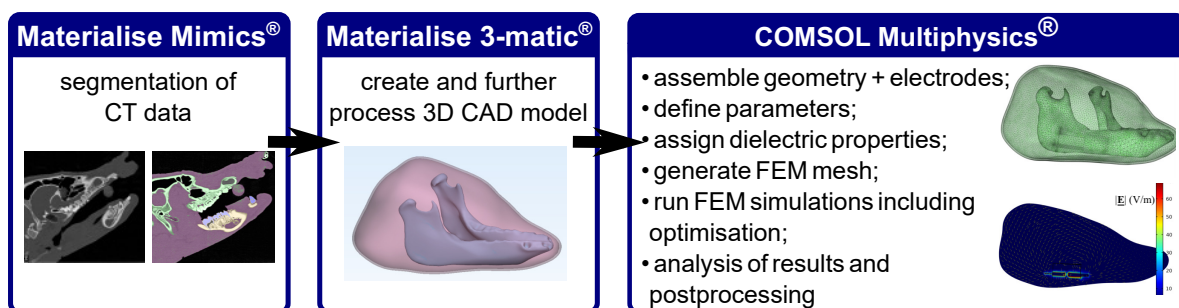 Materialise Mimics®
segmentation of
CT data
Materialise 3-matic®
create and further
process 3D CAD model
COMSOL Multiphysics®
• assemble geometry + electrodes;
• define parameters;
• assign dielectric properties;
• generate FEM mesh;
• run FEM simulations including
optimisation;
• analysis of results and
postprocessing
|E| (V/m)
60
50
40
30
20
10